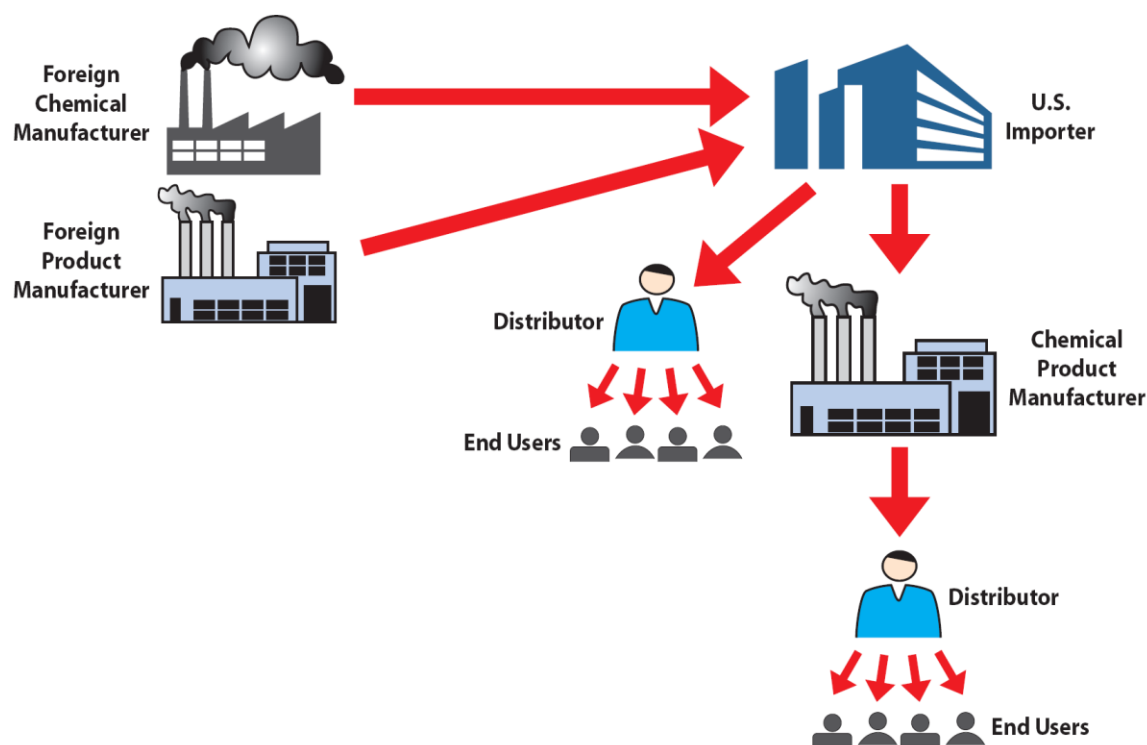 Foreign
Chemical
Manufacturer
U.S.
Importer
Foreign
Product
Manufacturer
Distributor
Chemical
Product
Manufacturer
End Users
Distributor
End Users